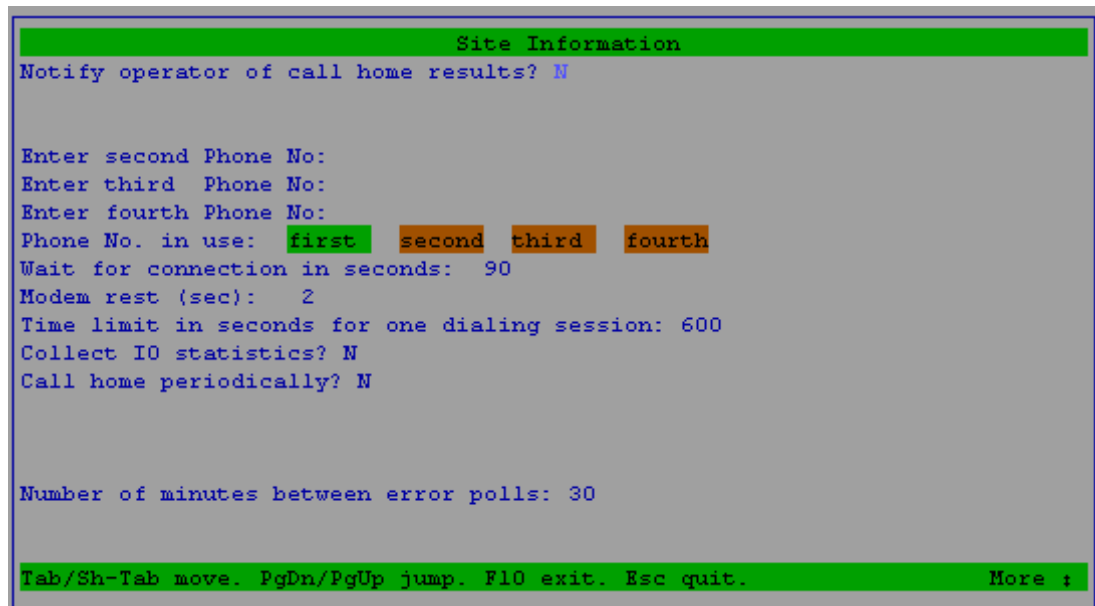 Site Information
Notify operator of call home results? N
Enter second Phone No:
Enter third  Phone No:
Enter fourth Phone No:
Phone No. in use:  first  second  third  fourth
Wait for connection in seconds:  90
Modem rest (sec):   2
Time limit in seconds for one dialing session: 600
Collect IO statistics? N
Call home periodically? N
Number of minutes between error polls: 30
Tab/Sh-Tab move. PgDn/PgUp jump. F10 exit. Esc quit.  More ↕